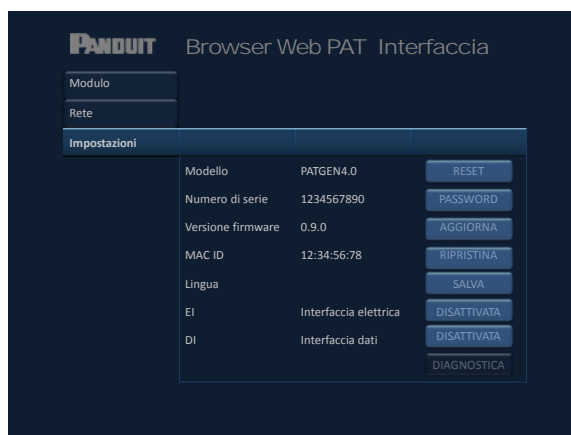 PANDUIT Browser Web PAT Interfaccia
Modulo
Rete
Impostazioni
Modello PATGEN4.0 RESET
Numero di serie 1234567890 PASSWORD
Versione firmware 0.9.0 AGGIORNA
MAC ID 12:34:56:78 RIPRISTINA
Lingua SALVA
EI Interfaccia elettrica DISATTIVATA
DI Interfaccia dati DISATTIVATA
DIAGNOSTICA